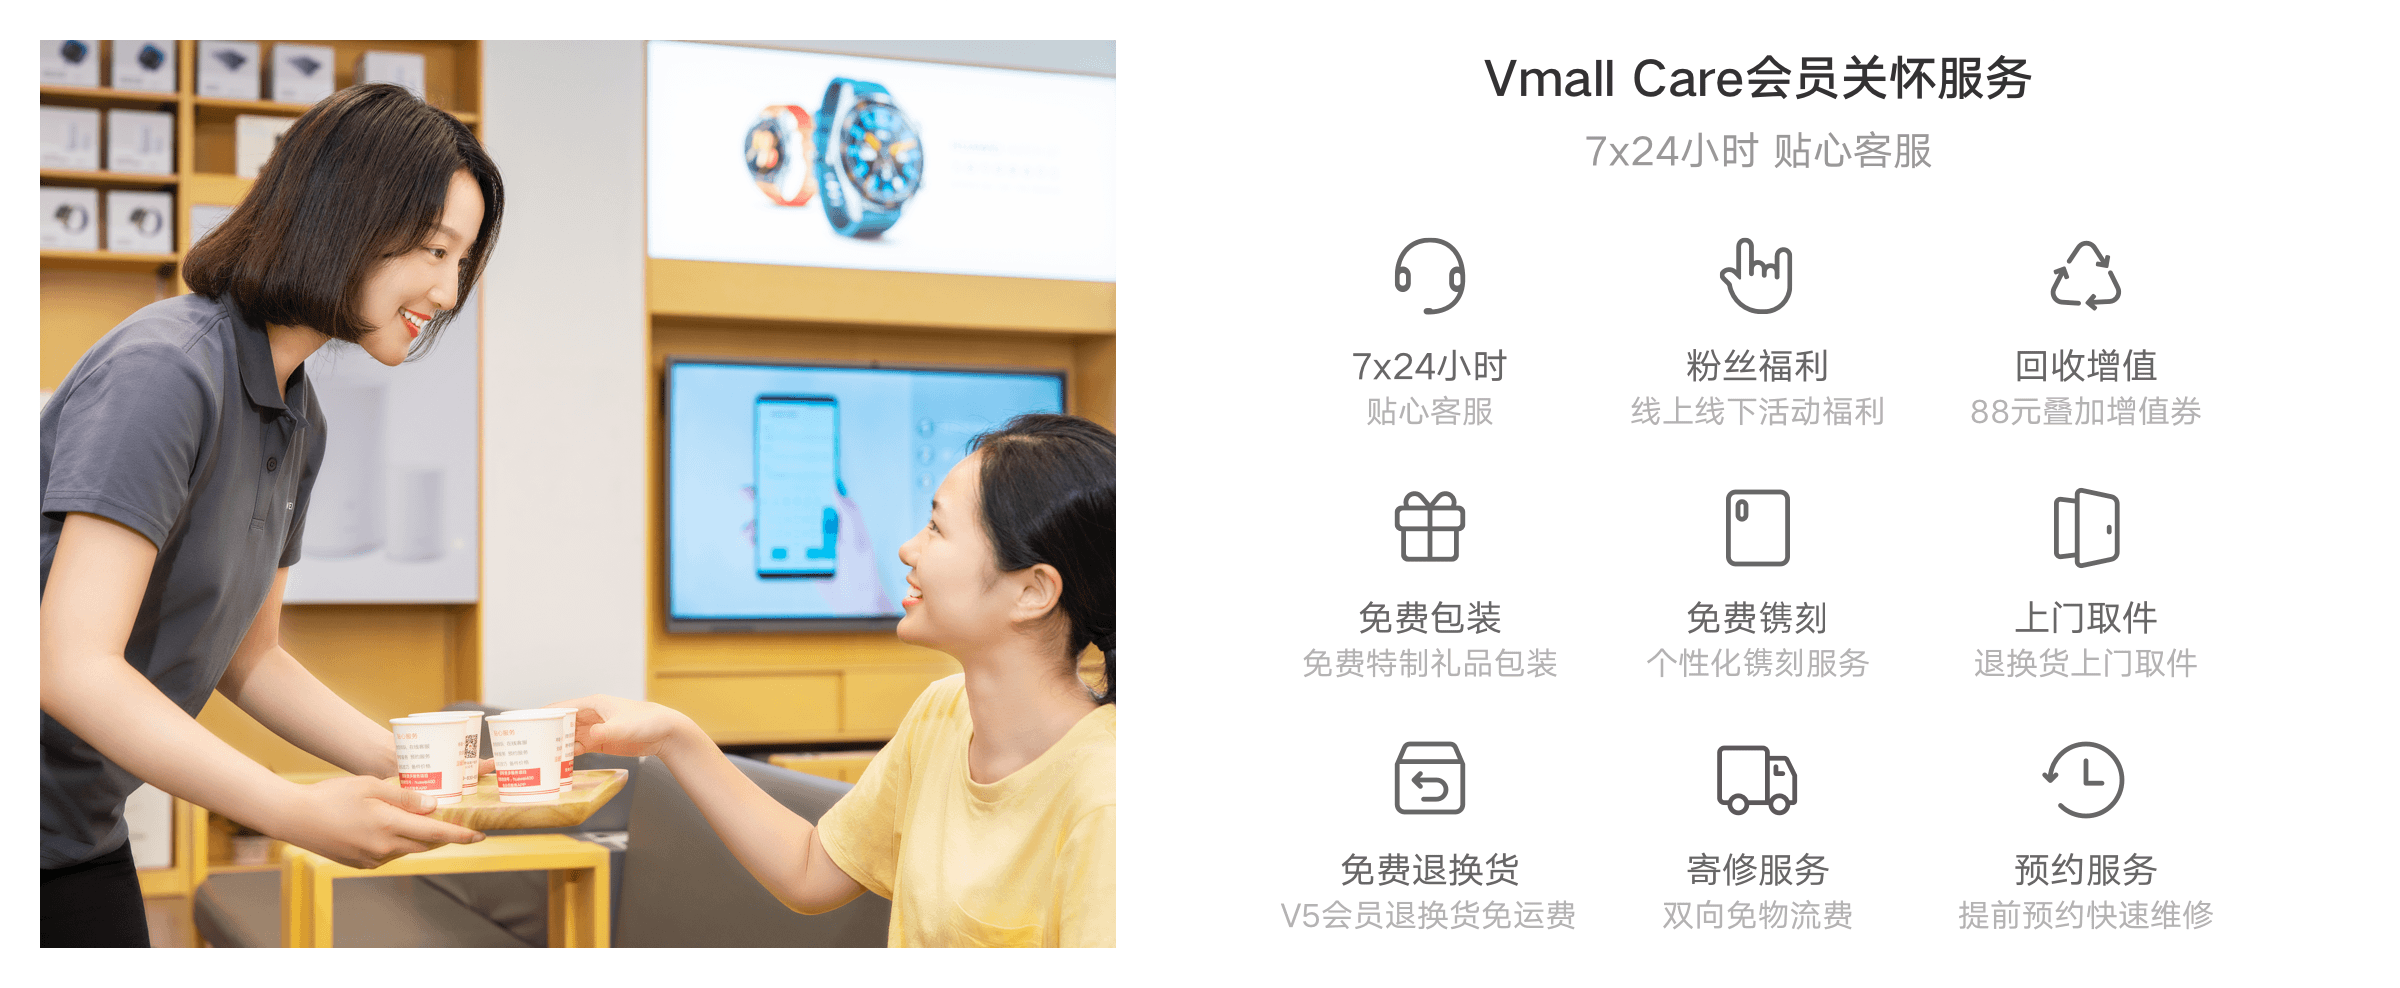 Vmall Care会员关怀服务
7x24小时 贴心客服
7x24小时
贴心客服
粉丝福利
线上线下活动福利
回收增值
88元叠加增值券
免费包装
免费特制礼品包装
免费镌刻
个性化镌刻服务
上门取件
退换货上门取件
免费退换货
V5会员退换货免运费
寄修服务
双向免物流费
预约服务
提前预约快速维修